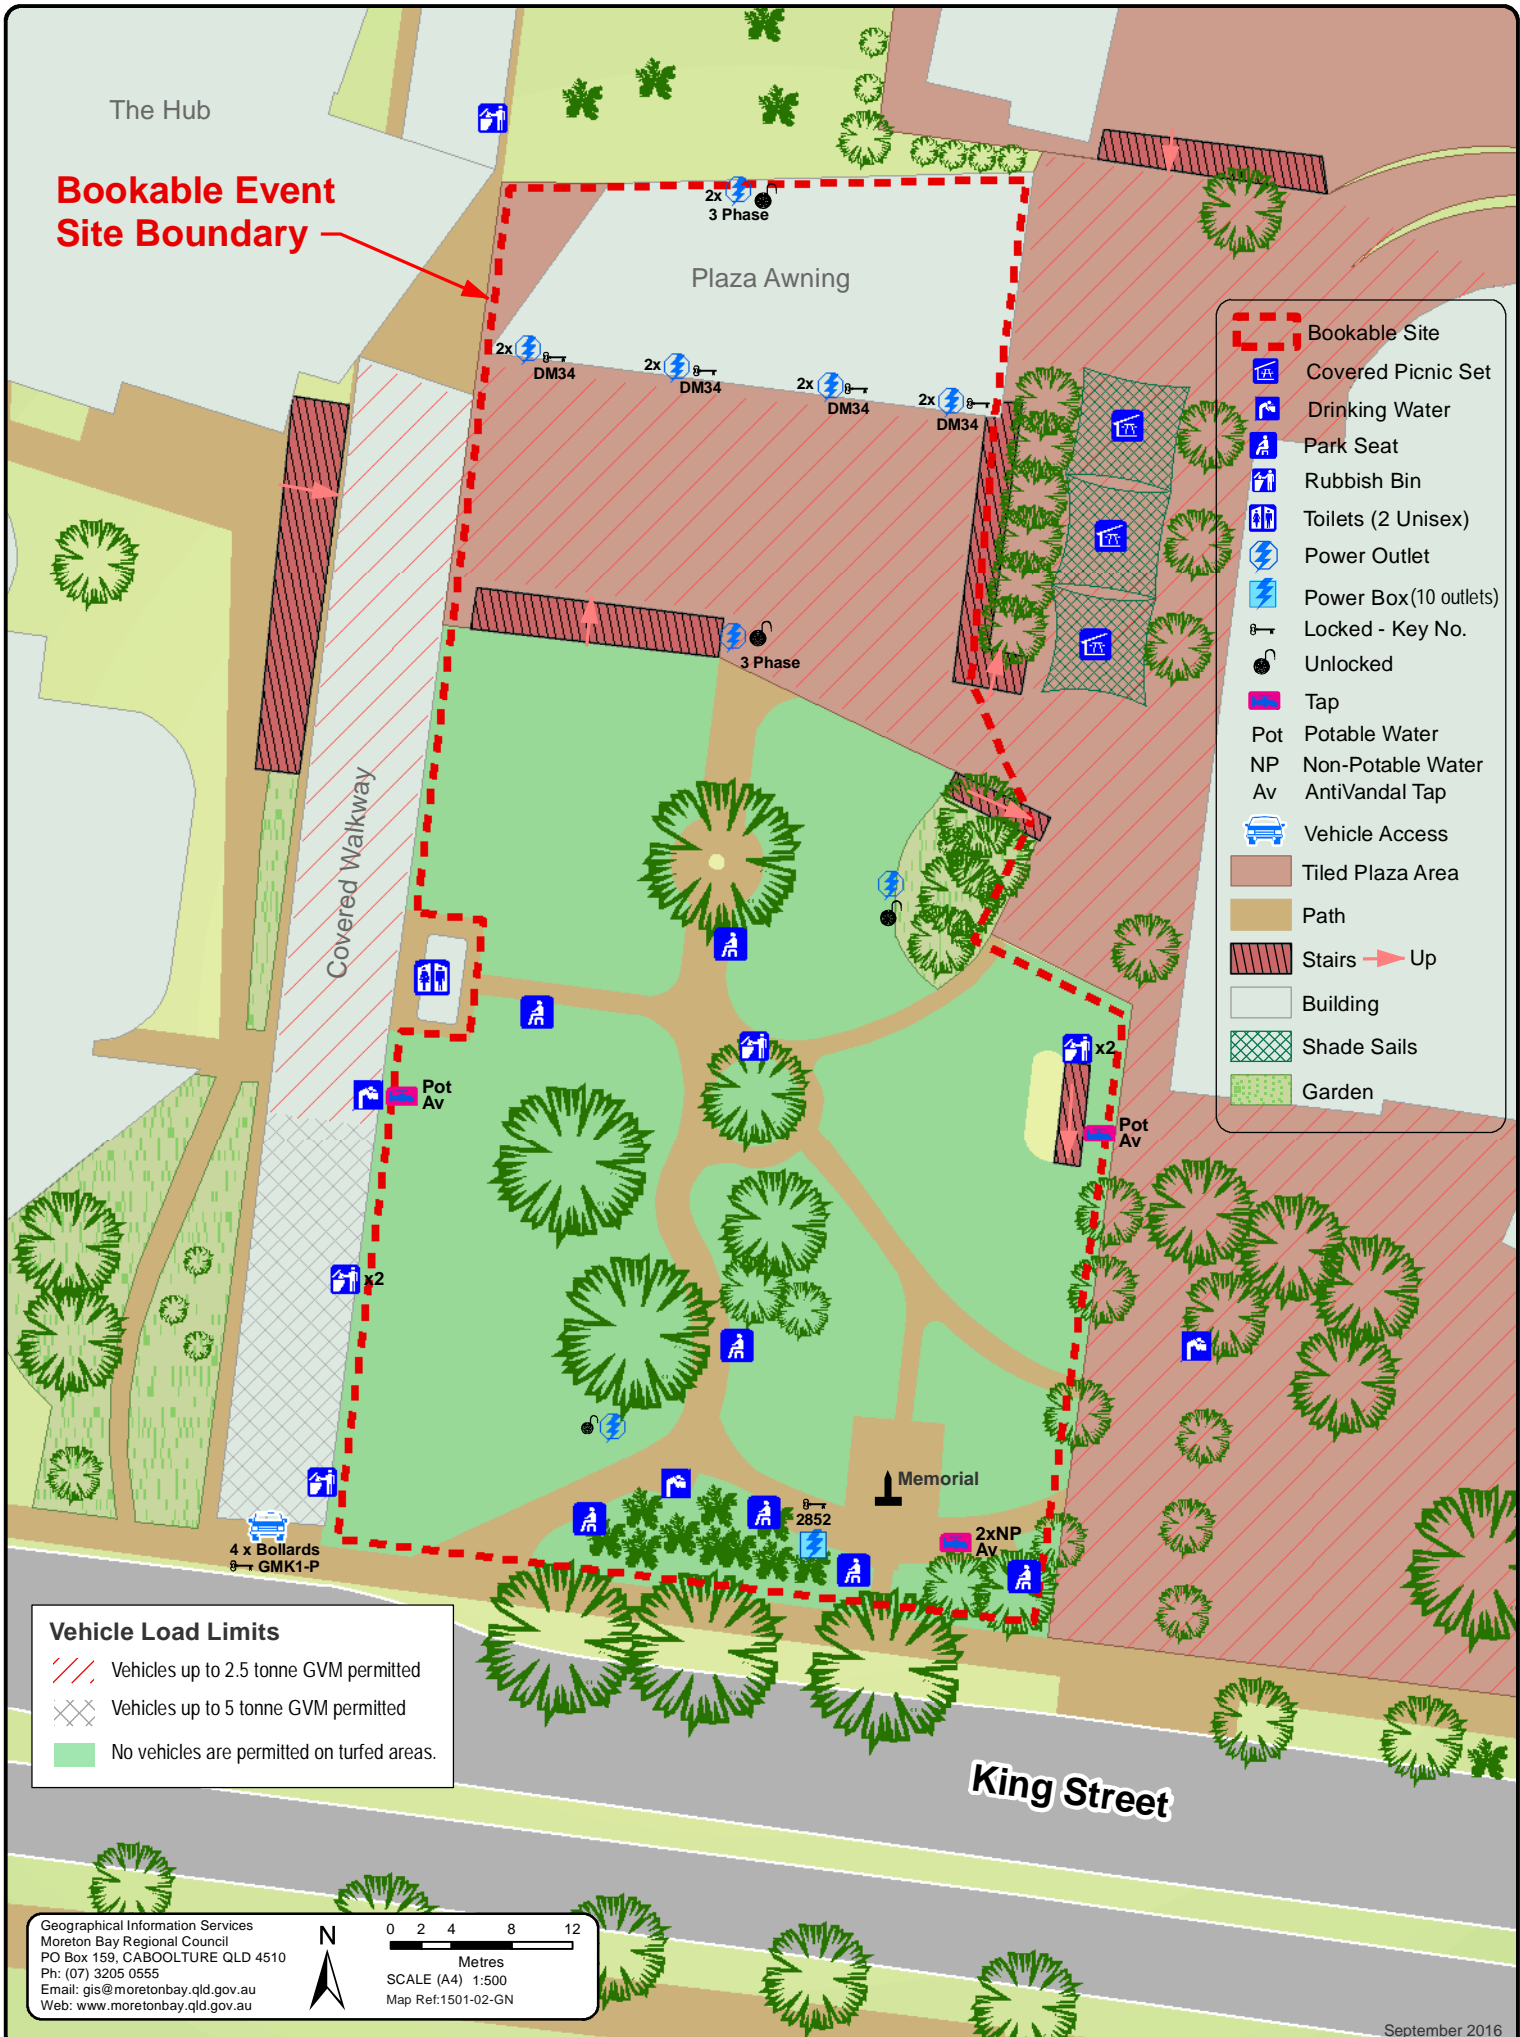 The Hub
Bookable Event
Site Boundary
2x
3 Phase
Plaza Awning
2x
DM34
2x
DM34
2x
DM34
2x
DM34
3 Phase
Covered Walkway
Pot
Av
x2
Pot
Av
x2
Memorial
2852
2xNP
Av
4 x Bollards
GMK1-P
Bookable Site
Covered Picnic Set
Drinking Water
Park Seat
Rubbish Bin
Toilets (2 Unisex)
Power Outlet
Power Box (10 outlets)
Locked - Key No.
Unlocked
Tap
Pot Potable Water
NP Non-Potable Water
Av AntiVandal Tap
Vehicle Access
Tiled Plaza Area
Path
Stairs Up
Building
Shade Sails
Garden
Vehicle Load Limits
Vehicles up to 2.5 tonne GVM permitted
Vehicles up to 5 tonne GVM permitted
No vehicles are permitted on turfed areas.
King Street
Geographical Information Services
Moreton Bay Regional Council
PO Box 159, CABOOLTURE QLD 4510
Ph: (07) 3205 0555
Email: gis@moretonbay.qld.gov.au
Web: www.moretonbay.qld.gov.au
N
0 2 4 8 12
Metres
SCALE (A4) 1:500
Map Ref:1501-02-GN
September 2016